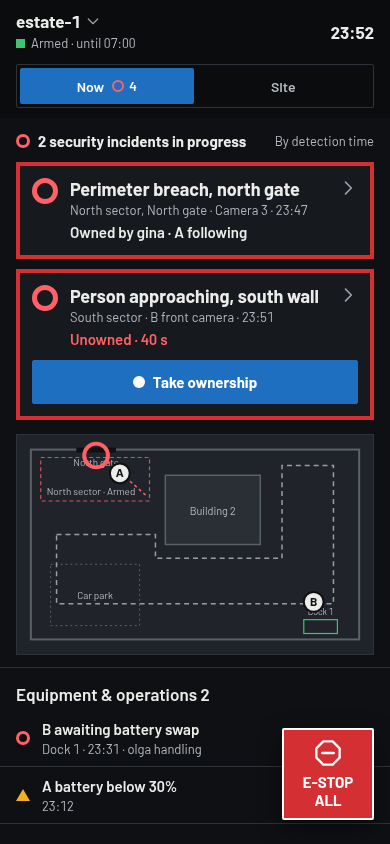 estate-1
Armed · until 07:00
23:52
Now 4
Site
2 security incidents in progress
By detection time
Perimeter breach, north gate
North sector, North gate · Camera 3 · 23:47
Owned by gina · A following
Person approaching, south wall
South sector · B front camera · 23:51
Unowned · 40 s
Take ownership
North gate
A
North sector · Armed
Building 2
Car park
B
Dock 1
Equipment & operations 2
B awaiting battery swap
Dock 1 · 23:31 · olga handling
A battery below 30%
23:12
E-STOP
ALL